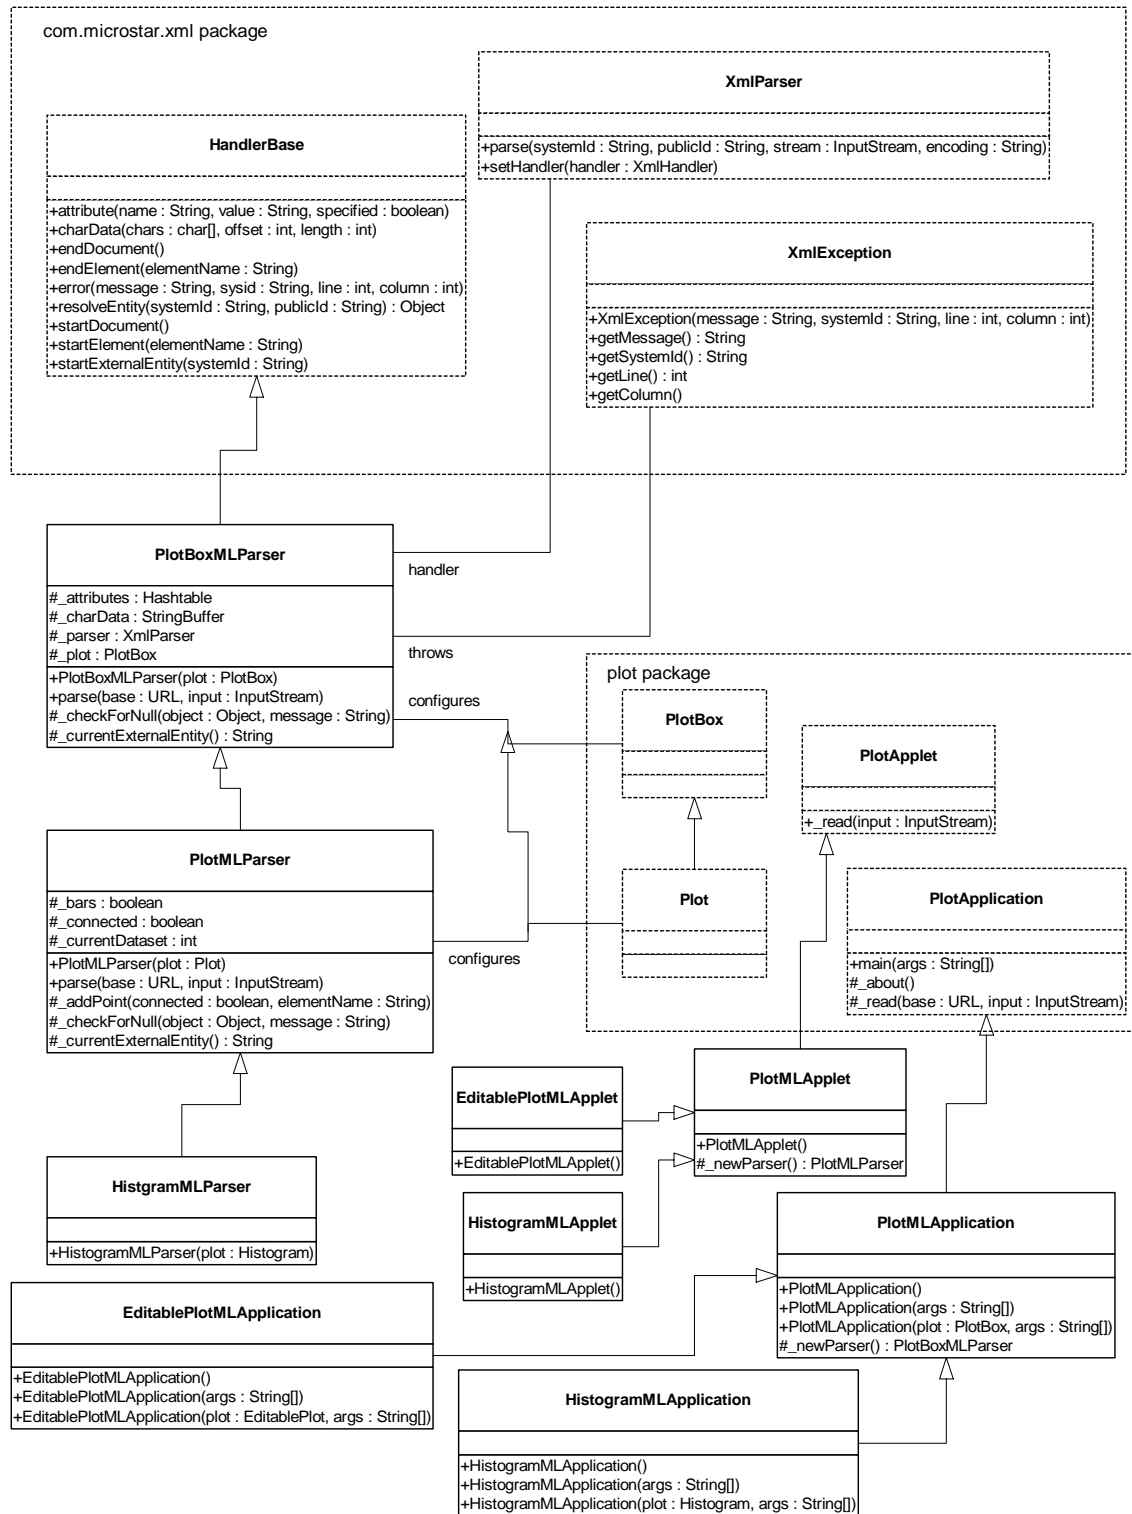 com.microstar.xml package
XmlParser
+parse(systemId : String, publicId : String, stream : InputStream, encoding : String)
+setHandler(handler : XmlHandler)
HandlerBase
+attribute(name : String, value : String, specified : boolean)
+charData(chars : char[], offset : int, length : int)
+endDocument()
+endElement(elementName : String)
+error(message : String, sysid : String, line : int, column : int)
+resolveEntity(systemId : String, publicId : String) : Object
+startDocument()
+startElement(elementName : String)
+startExternalEntity(systemId : String)
XmlException
+XmlException(message : String, systemId : String, line : int, column : int)
+getMessage() : String
+getSystemId() : String
+getLine() : int
+getColumn()
PlotBoxMLParser
#_attributes : Hashtable
#_charData : StringBuffer
#_parser : XmlParser
#_plot : PlotBox
+PlotBoxMLParser(plot : PlotBox)
+parse(base : URL, input : InputStream)
#_checkForNull(object : Object, message : String)
#_currentExternalEntity() : String
handler
throws
configures
plot package
PlotBox
PlotApplet
+_read(input : InputStream)
PlotMLParser
#_bars : boolean
#_connected : boolean
#_currentDataset : int
+PlotMLParser(plot : Plot)
+parse(base : URL, input : InputStream)
#_addPoint(connected : boolean, elementName : String)
#_checkForNull(object : Object, message : String)
#_currentExternalEntity() : String
configures
Plot
PlotApplication
+main(args : String[])
#_about()
#_read(base : URL, input : InputStream)
EditablePlotMLApplet
+EditablePlotMLApplet()
PlotMLApplet
+PlotMLApplet()
#_newParser() : PlotMLParser
HistgramMLParser
+HistogramMLParser(plot : Histogram)
HistogramMLApplet
+HistogramMLApplet()
PlotMLApplication
+PlotMLApplication()
+PlotMLApplication(args : String[])
+PlotMLApplication(plot : PlotBox, args : String[])
#_newParser() : PlotBoxMLParser
EditablePlotMLApplication
+EditablePlotMLApplication()
+EditablePlotMLApplication(args : String[])
+EditablePlotMLApplication(plot : EditablePlot, args : String[])
HistogramMLApplication
+HistogramMLApplication()
+HistogramMLApplication(args : String[])
+HistogramMLApplication(plot : Histogram, args : String[])